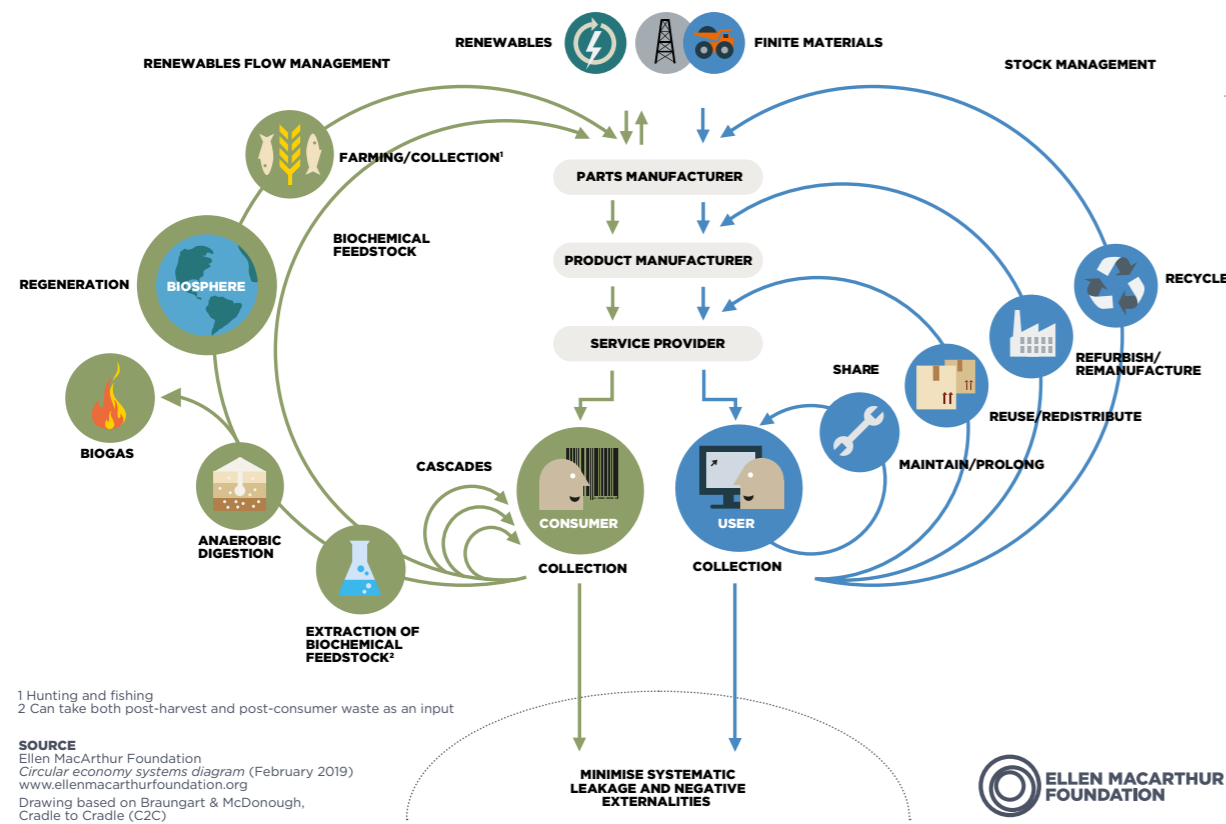 RENEWABLES
FINITE MATERIALS
RENEWABLES FLOW MANAGEMENT
STOCK MANAGEMENT
FARMING/COLLECTION¹
PARTS MANUFACTURER
BIOCHEMICAL
FEEDSTOCK
PRODUCT MANUFACTURER
REGENERATION
BIOSPHERE
RECYCLE
SERVICE PROVIDER
SHARE
REFURBISH/
REMANUFACTURE
REUSE/REDISTRIBUTE
BIOGAS
CASCADES
MAINTAIN/PROLONG
CONSUMER
USER
ANAEROBIC
DIGESTION
COLLECTION
COLLECTION
EXTRACTION OF
BIOCHEMICAL
FEEDSTOCK²
1 Hunting and fishing
2 Can take both post-harvest and post-consumer waste as an input
SOURCE
Ellen MacArthur Foundation
Circular economy systems diagram (February 2019)
www.ellenmacarthurfoundation.org
Drawing based on Braungart & McDonough,
Cradle to Cradle (C2C)
MINIMISE SYSTEMATIC
LEAKAGE AND NEGATIVE
EXTERNALITIES
ELLEN MACARTHUR
FOUNDATION